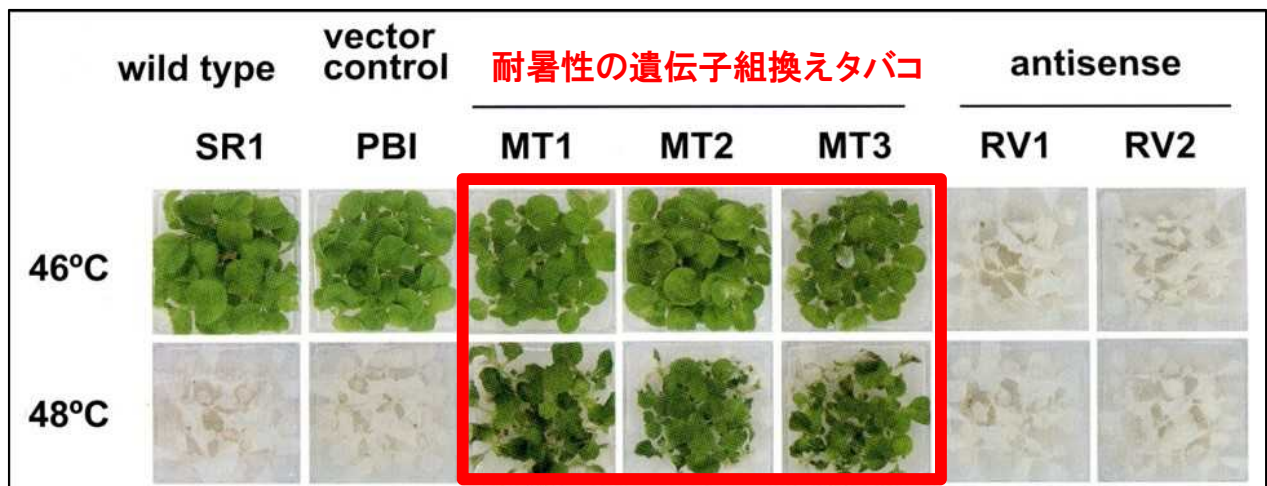 wild type
vector
control
耐暑性の遺伝子組換えタバコ
antisense
SR1 PBI MT1 MT2 MT3 RV1 RV2
46ºC
48ºC